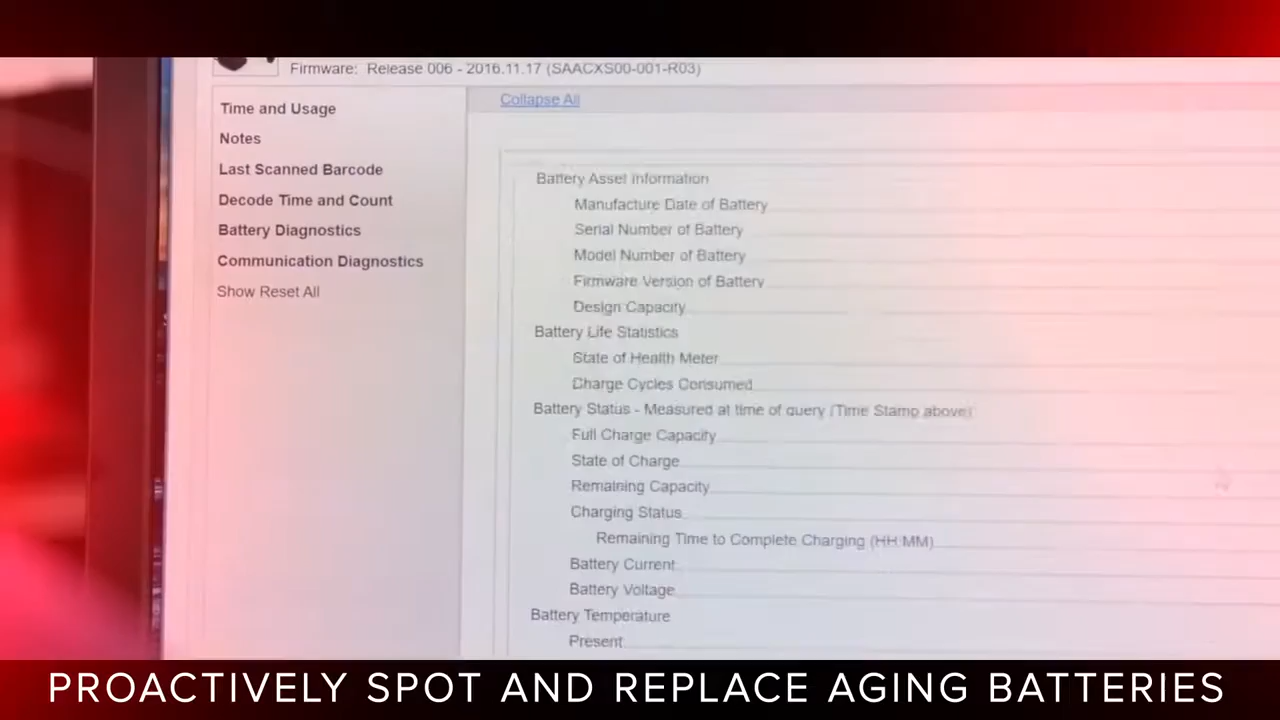 Firmware: Release 006 - 2016.11.17 (SAACXS00-001-R03)
Time and Usage
Notes
Last Scanned Barcode
Decode Time and Count
Battery Diagnostics
Communication Diagnostics
Show Reset All
Collapse All
Battery Asset Information
Manufacture Date of Battery
Serial Number of Battery
Model Number of Battery
Firmware Version of Battery
Design Capacity
Battery Life Statistics
State of Health Meter
Charge Cycles Consumed
Battery Status - Measured at time of query (Time Stamp above)
Full Charge Capacity
State of Charge
Remaining Capacity
Charging Status
Remaining Time to Complete Charging (HH:MM)
Battery Current
Battery Voltage
Battery Temperature
Present
PROACTIVELY SPOT AND REPLACE AGING BATTERIES